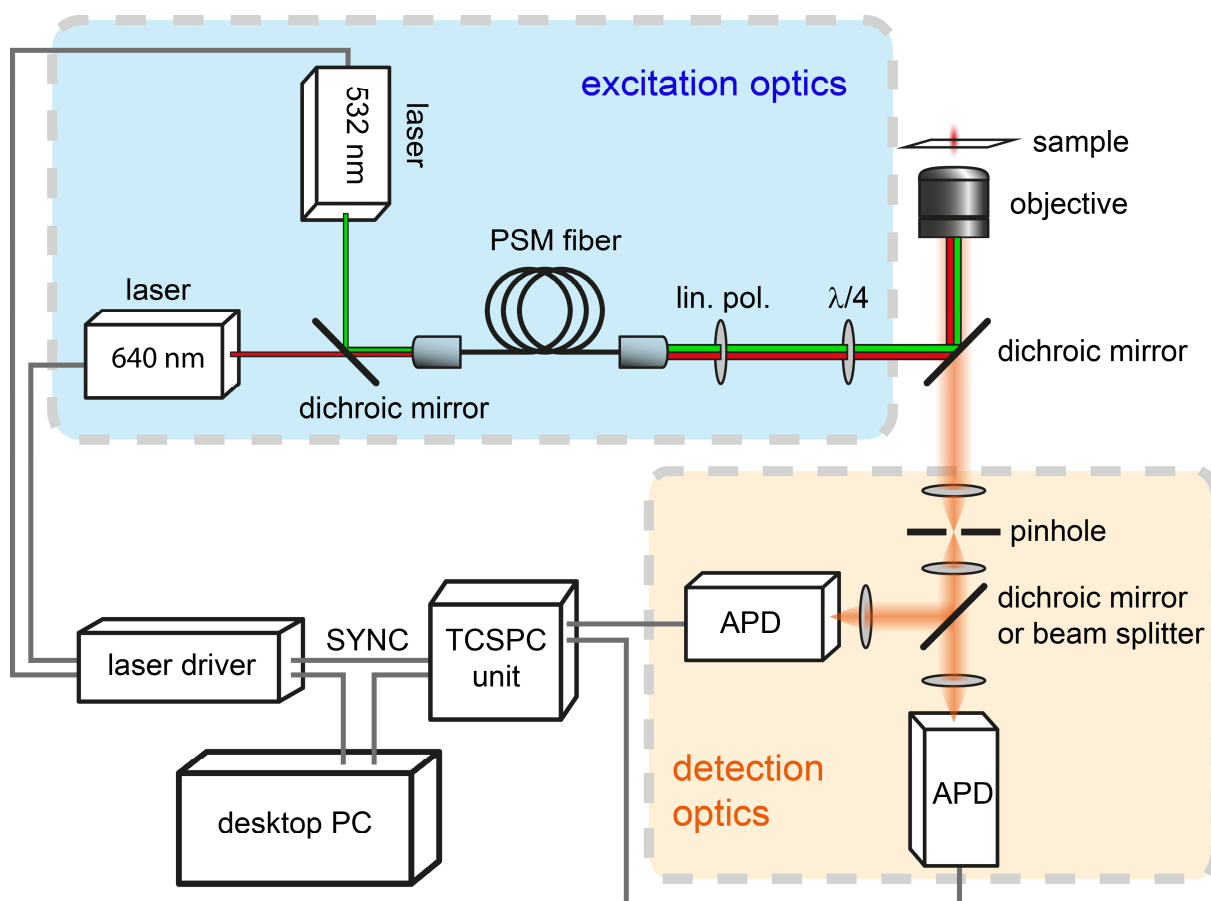 excitation optics
532 nm
laser
sample
objective
PSM fiber
laser
lin. pol.
λ/4
640 nm
dichroic mirror
dichroic mirror
pinhole
dichroic mirror
or beam splitter
APD
SYNC
TCSPC
unit
laser driver
detection
optics
APD
desktop PC